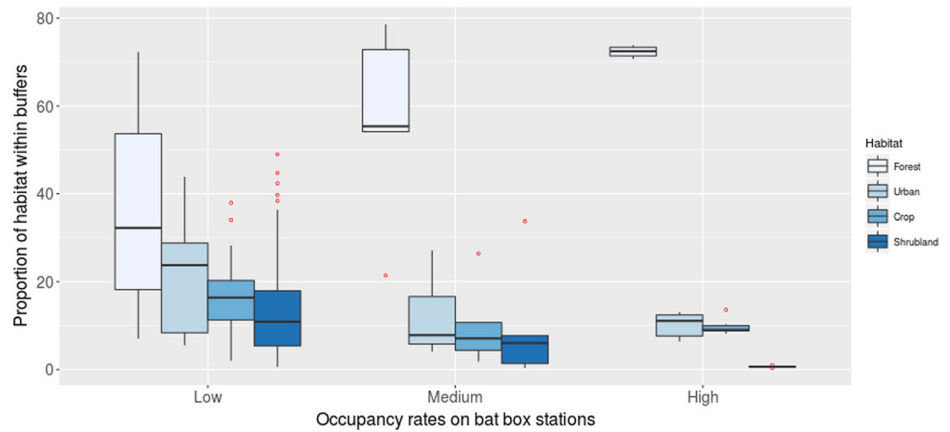 Proportion of habitat within buffers
80
60
40
20
0
Low Medium High
Occupancy rates on bat box stations
Habitat
Forest
Urban
Crop
Shrubland